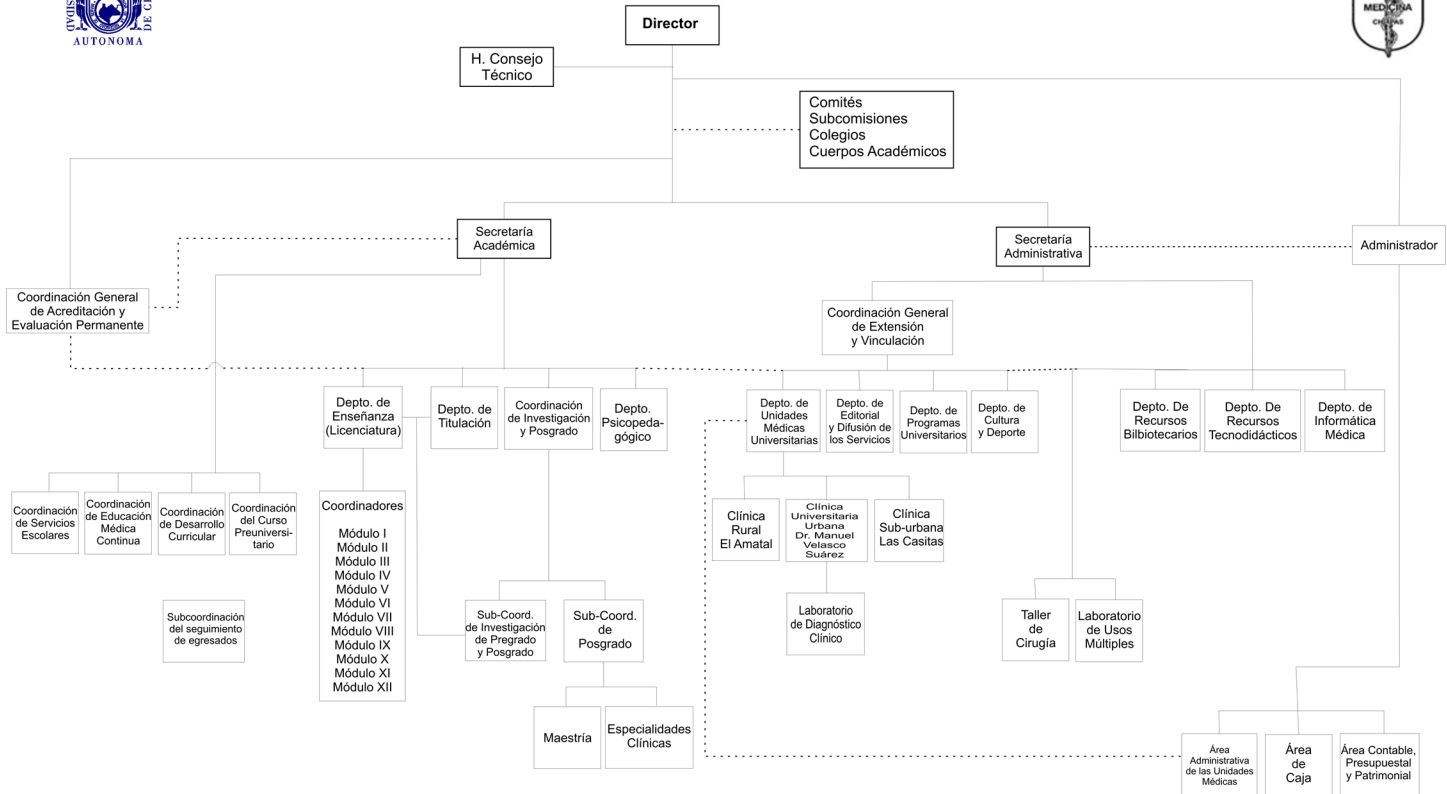 AUTONOMA
MEDICINA
Director
H. Consejo
Técnico
Comités
Subcomisiones
Colegios
Cuerpos Académicos
Secretaría
Académica
Secretaría
Administrativa
Administrador
Coordinación General
de Acreditación y
Evaluación Permanente
Coordinación General
de Extensión
y Vinculación
Depto. de
Enseñanza
(Licenciatura)
Depto. de
Titulación
Coordinación
de Investigación
y Posgrado
Depto.
Psicopeda-
gógico
Depto. de
Unidades
Médicas
Universitarias
Depto. de
Editorial
y Difusión de
los Servicios
Depto. de
Programas
Universitarios
Depto. de
Cultura
y Deporte
Depto. De
Recursos
Bilbiotecarios
Depto. De
Recursos
Tecnodidácticos
Depto. de
Informática
Médica
Coordinación
de Servicios
Escolares
Coordinación
de Educación
Médica
Continua
Coordinación
de Desarrollo
Curricular
Coordinación
del Curso
Preuniversi-
tario
Coordinadores
Módulo I
Módulo II
Módulo III
Módulo IV
Módulo V
Módulo VI
Módulo VII
Módulo VIII
Módulo IX
Módulo X
Módulo XI
Módulo XII
Clínica
Rural
El Amatal
Clínica
Universitaria
Urbana
Dr. Manuel
Velasco
Suárez
Clínica
Sub-urbana
Las Casitas
Subcoordinación
del seguimiento
de egresados
Sub-Coord.
de Investigación
de Pregrado
y Posgrado
Sub-Coord.
de
Posgrado
Laboratorio
de Diagnóstico
Clínico
Taller
de
Cirugía
Laboratorio
de Usos
Múltiples
Maestría
Especialidades
Clínicas
Área
Administrativa
de las Unidades
Médicas
Área
de
Caja
Área Contable,
Presupuestal
y Patrimonial